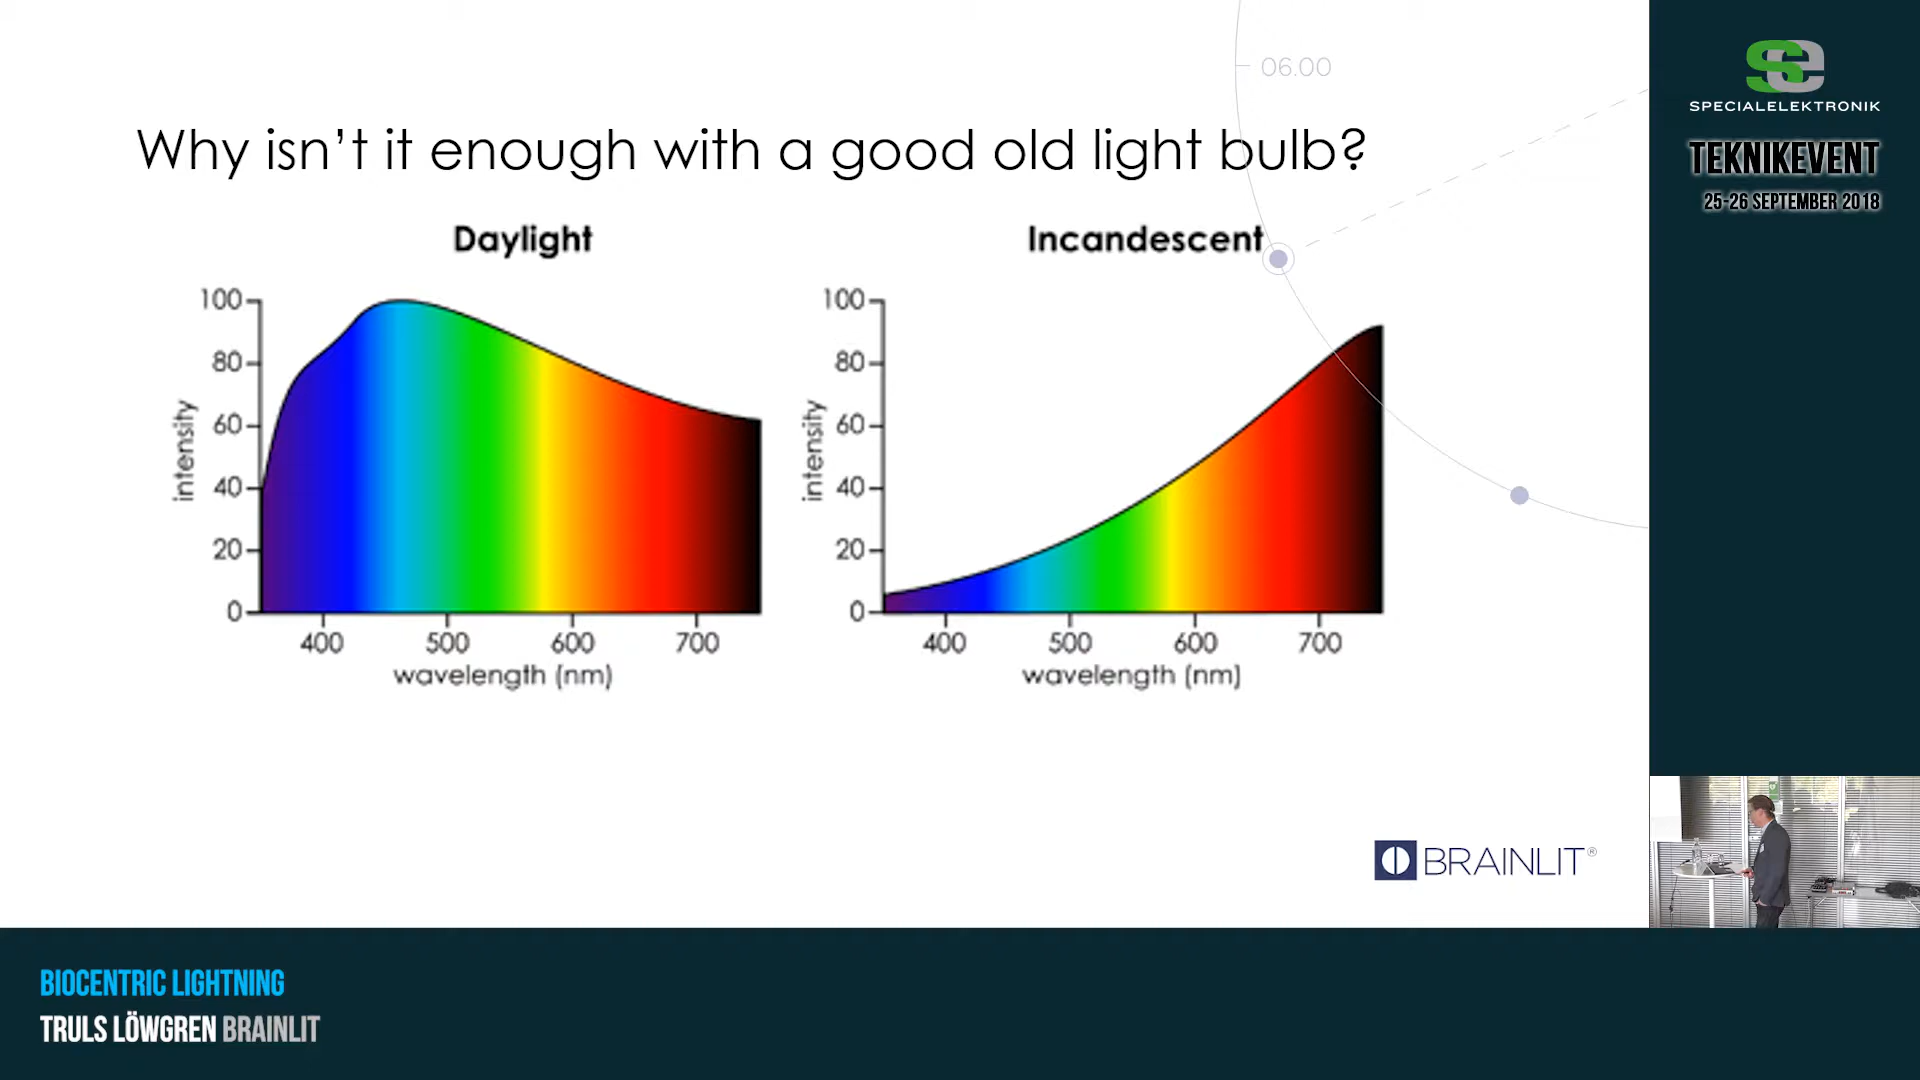 06.00
Why isn't it enough with a good old light bulb?
Daylight
100
80
60
40
20
0
intensity
400 500 600 700
wavelength (nm)
Incandescent
100
80
60
40
20
0
intensity
400 500 600 700
wavelength (nm)
BRAINLIT®
se
SPECIALELEKTRONIK
TEKNIKEVENT
25-26 SEPTEMBER 2018
BIOCENTRIC LIGHTNING
TRULS LÖWGREN BRAINLIT